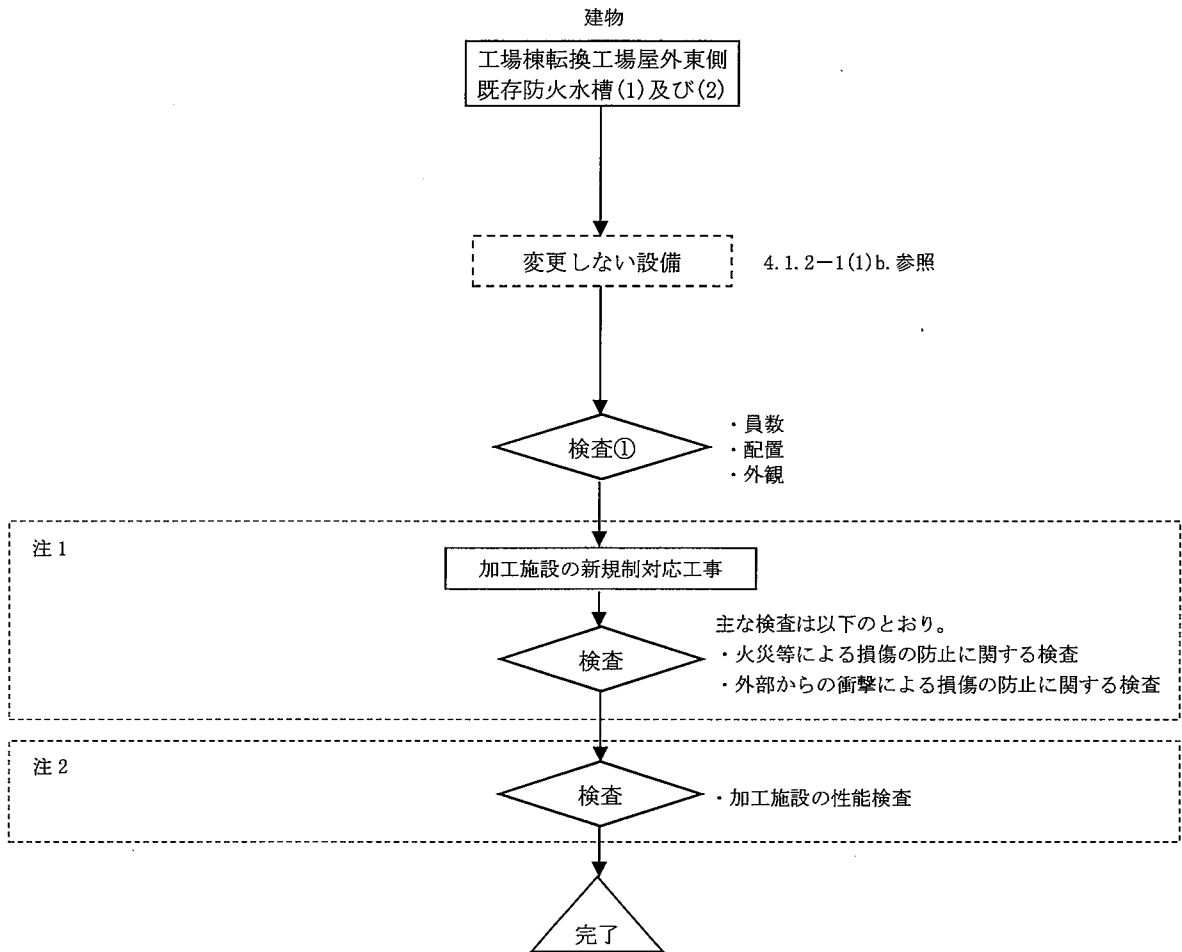 建物
工場棟転換工場屋外東側
既存防火水槽(1)及び(2)
変更しない設備
4.1.2－1(1)b.参照
検査①
・員数
・配置
・外観
注1
加工施設の新規制対応工事
検査
主な検査は以下のとおり。
・火災等による損傷の防止に関する検査
・外部からの衝撃による損傷の防止に関する検査
注2
検査
・加工施設の性能検査
完了